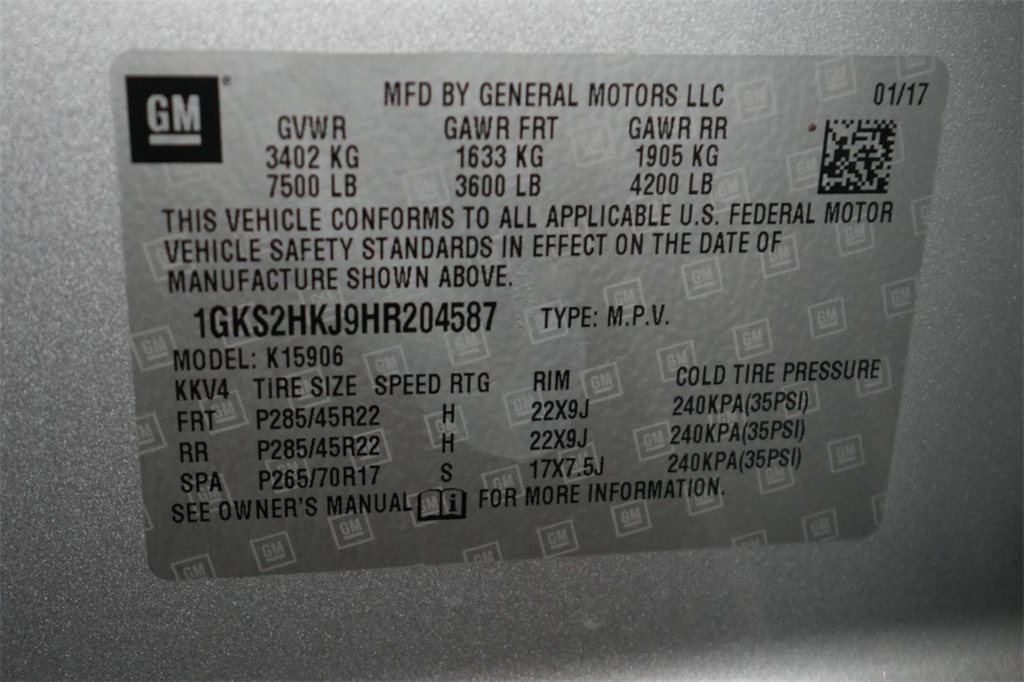 GM® MFD BY GENERAL MOTORS LLC 01/17
GVWR GAWR FRT GAWR RR
3402 KG 1633 KG 1905 KG
7500 LB 3600 LB 4200 LB
THIS VEHICLE CONFORMS TO ALL APPLICABLE U.S. FEDERAL MOTOR
VEHICLE SAFETY STANDARDS IN EFFECT ON THE DATE OF
MANUFACTURE SHOWN ABOVE.
1GKS2HKJ9HR204587 TYPE: M.P.V.
MODEL: K15906
KKV4 TIRE SIZE SPEED RTG RIM COLD TIRE PRESSURE
FRT P285/45R22 H 22X9J 240KPA(35PSI)
RR P285/45R22 H 22X9J 240KPA(35PSI)
SPA P265/70R17 S 17X7.5J 240KPA(35PSI)
SEE OWNER'S MANUAL i FOR MORE INFORMATION.